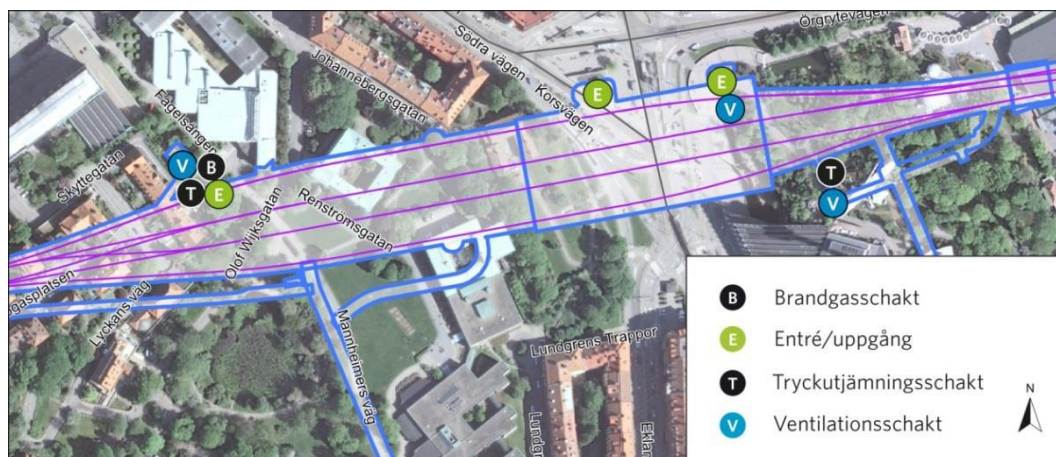 Örgrytevägen
Södra vägen
Korsvägen
Johannebergsgatan
Fågelsången
Skyttegatan
V
B
T
E
E
E
V
T
V
Olof Wijksgatan
Renströmsgatan
Lyckans väg
Mannheimers väg
Lundgrens Trappor
B Brandgasschakt
E Entré/uppgång
T Tryckutjämningsschakt
V Ventilationsschakt
N